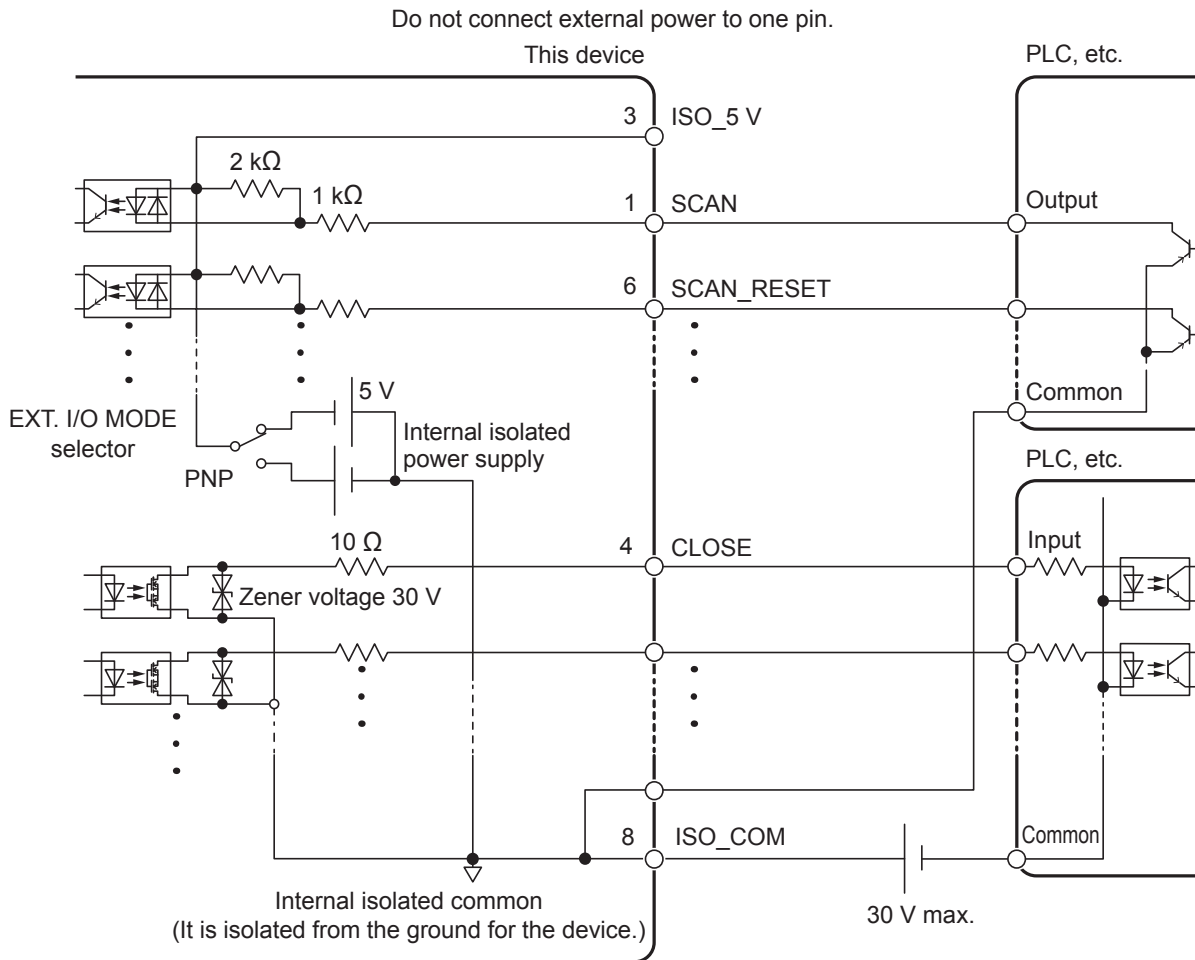 Do not connect external power to one pin.
This device
PLC, etc.
3 ISO_5 V
2 kΩ
1 kΩ
1 SCAN
Output
6 SCAN_RESET
5 V
Common
EXT. I/O MODE
selector
Internal isolated
power supply
PNP
PLC, etc.
10 Ω
4 CLOSE
Input
Zener voltage 30 V
8 ISO_COM
Common
Internal isolated common
(It is isolated from the ground for the device.)
30 V max.